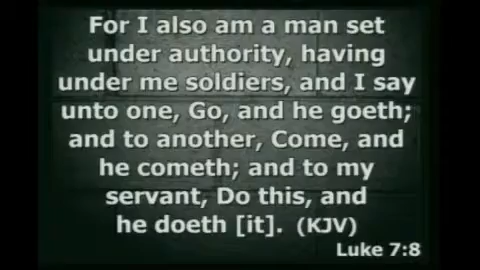 For I also am a man set
under authority, having
under me soldiers, and I say
unto one, Go, and he goeth;
and to another, Come, and
he cometh; and to my
servant, Do this, and
he doeth [it]. (KJV)
Luke 7:8